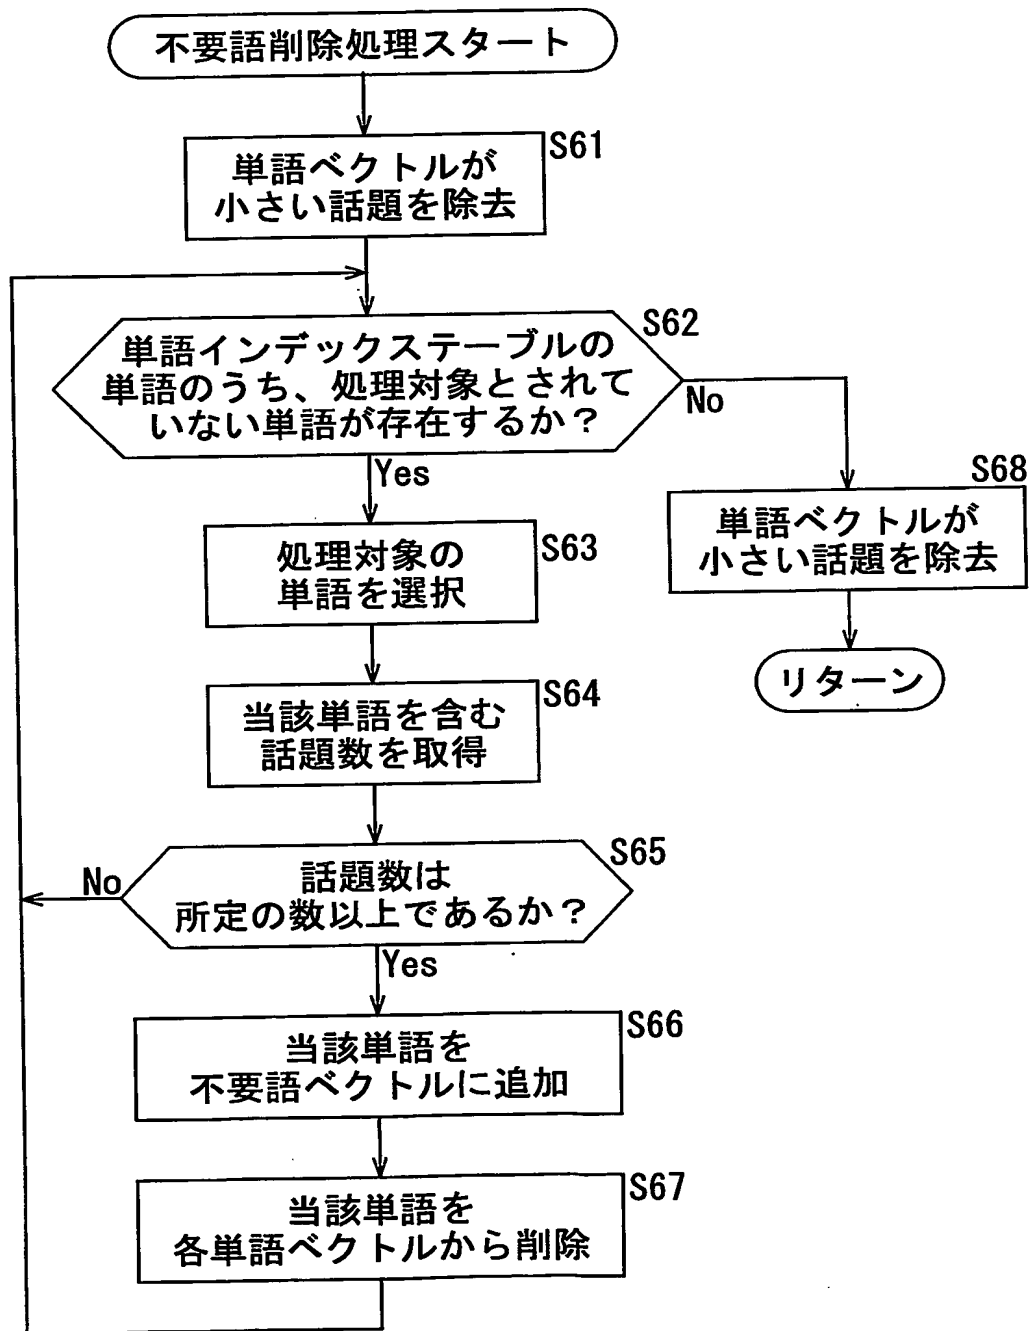 不要語削除処理スタート
S61
単語ベクトルが
小さい話題を除去
S62
単語インデックステーブルの
単語のうち、処理対象とされて
いない単語が存在するか？
No
Yes
S63
処理対象の
単語を選択
S68
単語ベクトルが
小さい話題を除去
リターン
S64
当該単語を含む
話題数を取得
S65
話題数は
所定の数以上であるか？
No
Yes
S66
当該単語を
不要語ベクトルに追加
S67
当該単語を
各単語ベクトルから削除